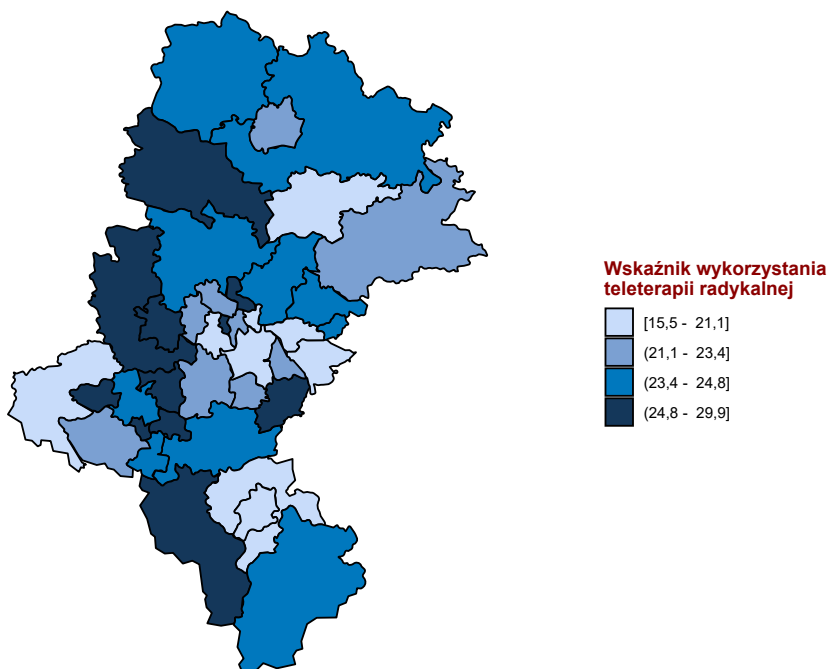 Wskaźnik wykorzystania
teleterapii radykalnej
[15,5 - 21,1]
(21,1 - 23,4]
(23,4 - 24,8]
(24,8 - 29,9]